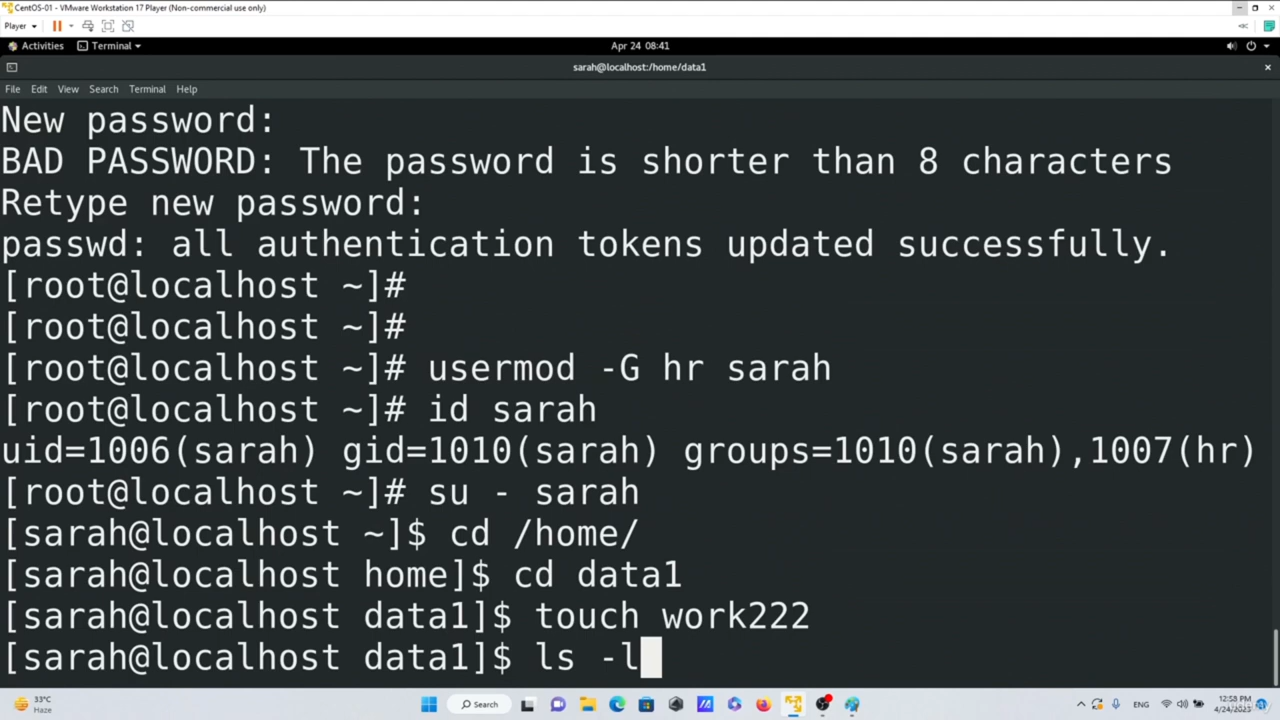 CentOS-01 - VMware Workstation 17 Player (Non-commercial use only)
Player
Activities Terminal Apr 24 08:41
sarah@localhost:/home/data1
File Edit View Search Terminal Help
New password:
BAD PASSWORD: The password is shorter than 8 characters
Retype new password:
passwd: all authentication tokens updated successfully.
[root@localhost ~]#
[root@localhost ~]#
[root@localhost ~]# usermod -G hr sarah
[root@localhost ~]# id sarah
uid=1006(sarah) gid=1010(sarah) groups=1010(sarah),1007(hr)
[root@localhost ~]# su - sarah
[sarah@localhost ~]$ cd /home/
[sarah@localhost home]$ cd data1
[sarah@localhost data1]$ touch work222
[sarah@localhost data1]$ ls -l
33°C
Haze
Search
ENG
12:58 PM
4/24/2023